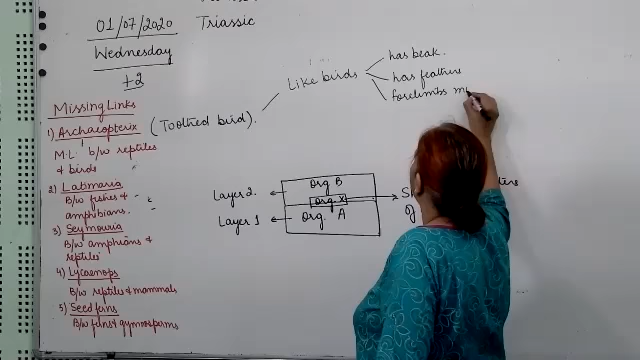 Triassic
01/07/2020
Wednesday
+2
Missing Links
1) Archaeopterix (Toothed bird).
M.L. b/w reptiles
& birds
2) Latimaria
B/w fishes &
amphibians.
3) Seymouria
B/w amphians &
reptiles
4) Lycaenops
B/w reptiles & mammals
5) Seed ferns
B/w ferns & gymnosperms
Like birds
has beak.
has feathers
forelimbs m
Layer 2.
Org B
Org X
Layer 1
Org A
of